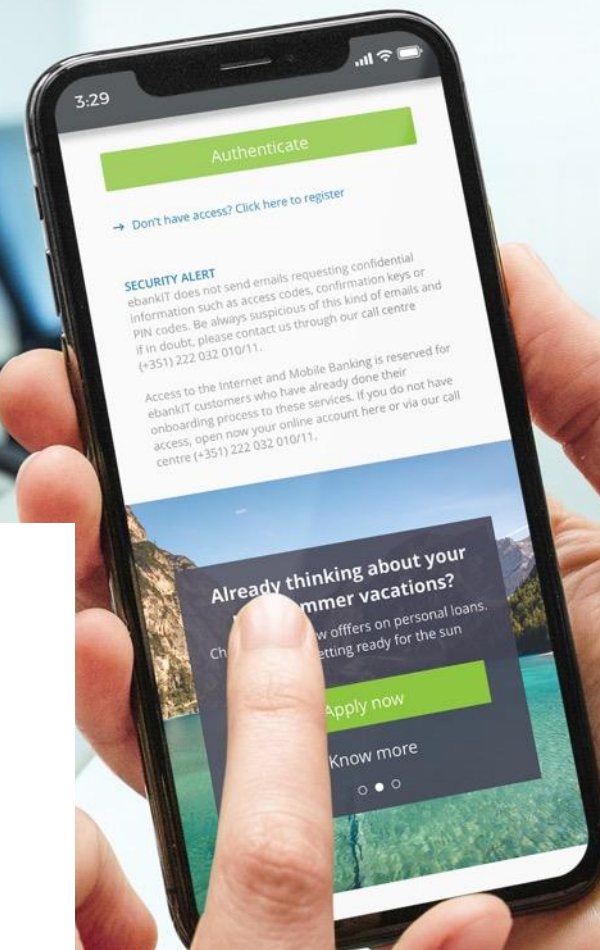 3:29
Authenticate
→ Don't have access? Click here to register
SECURITY ALERT
ebankIT does not send emails requesting confidential
information such as access codes, confirmation keys or
PIN codes. Be always suspicious of this kind of emails and
if in doubt, please contact us through our call centre
(+351) 222 032 010/11.
Access to the Internet and Mobile Banking is reserved for
ebankIT customers who have already done their
onboarding process to these services. If you do not have
access, open now your online account here or via our call
centre (+351) 222 032 010/11.
Already thinking about your
vacations?
offfers on personal loans.
ready for the sun
Apply now
Know more